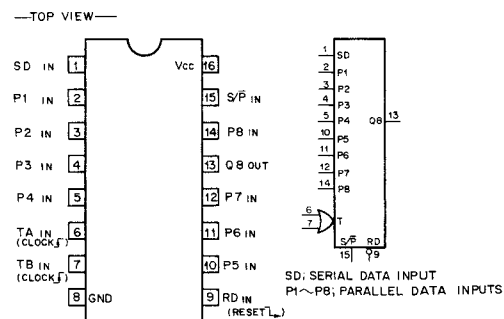 —TOP VIEW—
SD IN 1
P1 IN 2
P2 IN 3
P3 IN 4
P4 IN 5
TA IN 6
(CLOCK)
TB IN 7
(CLOCK)
8 GND
Vcc 16
15 S/P̅ IN
14 P8 IN
13 Q8 OUT
12 P7 IN
11 P6 IN
10 P5 IN
9 RD IN
(RESET)
1 SD
2 P1
3 P2
4 P3
5 P4
10 P5
11 P6
12 P7
14 P8
Q8 13
6
7
T
S/P̅ RD
15 9
SD; SERIAL DATA INPUT
P1~P8; PARALLEL DATA INPUTS